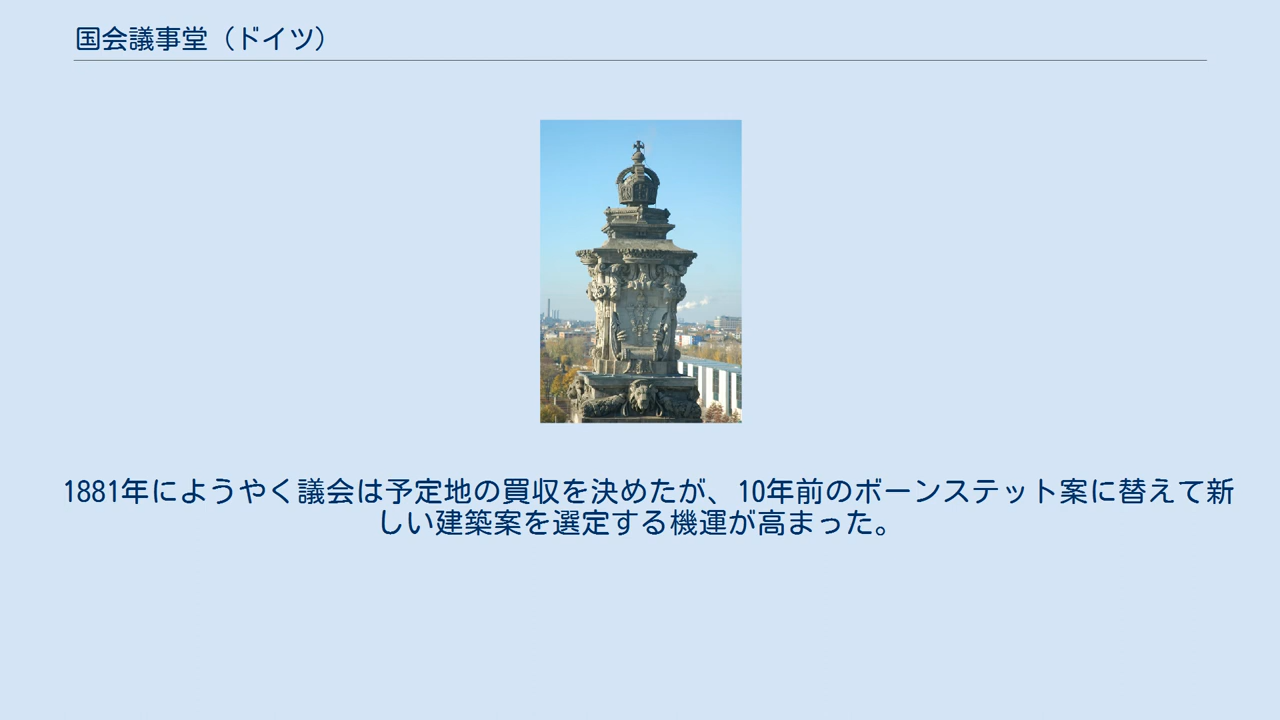 国会議事堂（ドイツ）
1881年にようやく議会は予定地の買収を決めたが、10年前のボーンステット案に替えて新
しい建築案を選定する機運が高まった。